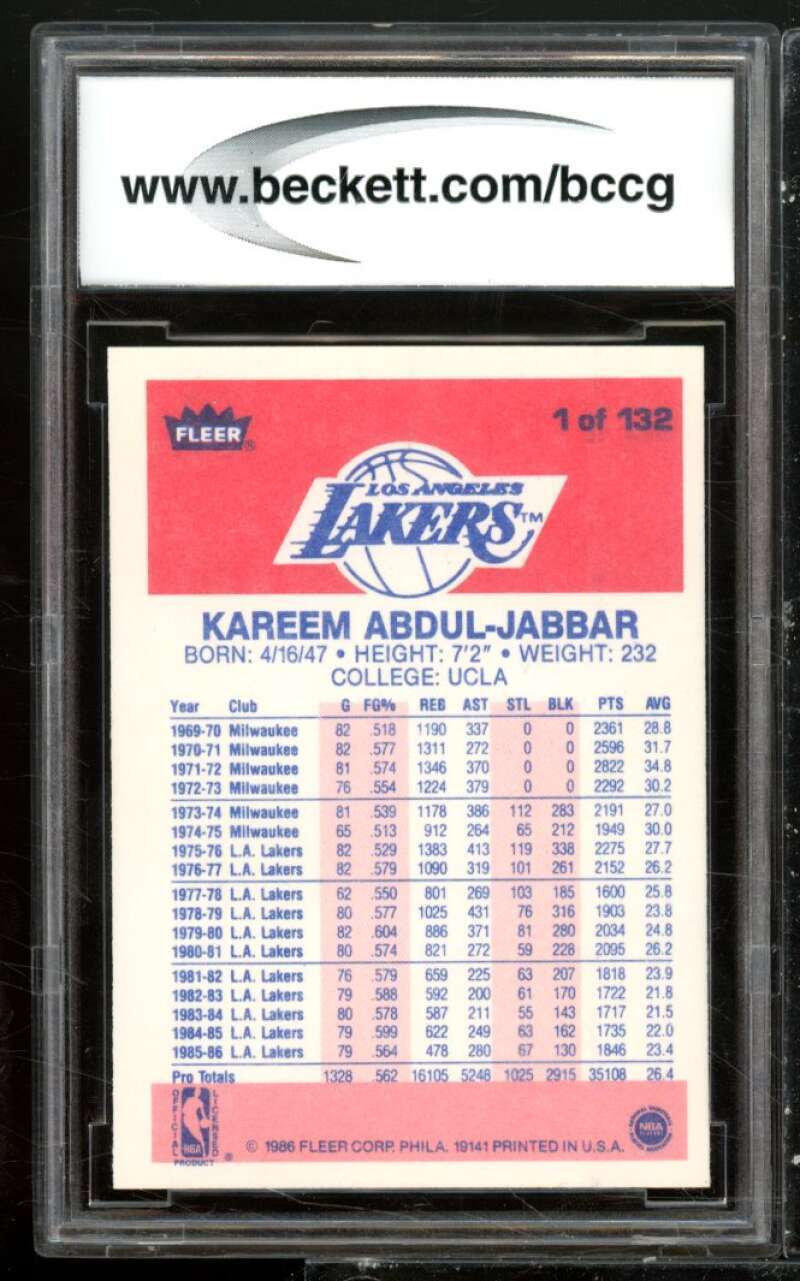 www.beckett.com/bccg
FLEER®
1 of 132
LOS ANGELES
LAKERS™
KAREEM ABDUL-JABBAR
BORN: 4/16/47 • HEIGHT: 7'2" • WEIGHT: 232
COLLEGE: UCLA
Year Club G FG% REB AST STL BLK PTS AVG
1969-70 Milwaukee 82 .518 1190 337 0 0 2361 28.8
1970-71 Milwaukee 82 .577 1311 272 0 0 2596 31.7
1971-72 Milwaukee 81 .574 1346 370 0 0 2822 34.8
1972-73 Milwaukee 76 .554 1224 379 0 0 2292 30.2
1973-74 Milwaukee 81 .539 1178 386 112 283 2191 27.0
1974-75 Milwaukee 65 .513 912 264 65 212 1949 30.0
1975-76 L.A. Lakers 82 .529 1383 413 119 338 2275 27.7
1976-77 L.A. Lakers 82 .579 1090 319 101 261 2152 26.2
1977-78 L.A. Lakers 62 .550 801 269 103 185 1600 25.8
1978-79 L.A. Lakers 80 .577 1025 431 76 316 1903 23.8
1979-80 L.A. Lakers 82 .604 886 371 81 280 2034 24.8
1980-81 L.A. Lakers 80 .574 821 272 59 228 2095 26.2
1981-82 L.A. Lakers 76 .579 659 225 63 207 1818 23.9
1982-83 L.A. Lakers 79 .588 592 200 61 170 1722 21.8
1983-84 L.A. Lakers 80 .578 587 211 55 143 1717 21.5
1984-85 L.A. Lakers 79 .599 622 249 63 162 1735 22.0
1985-86 L.A. Lakers 79 .564 478 280 67 130 1846 23.4
Pro Totals 1328 .562 16105 5248 1025 2915 35108 26.4
OFFICIAL NBA LICENSED
PRODUCT ®
© 1986 FLEER CORP. PHILA. 19141 PRINTED IN U.S.A.
NBA